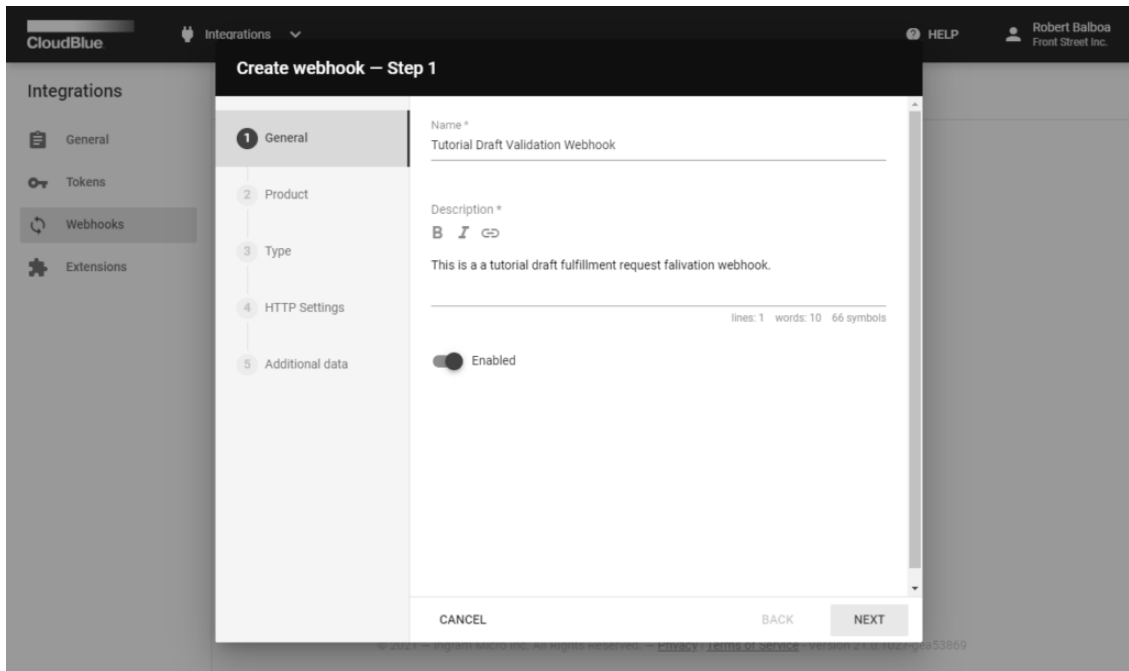 CloudBlue
Integrations
HELP
Robert Balboa
Front Street Inc.
Integrations
General
Tokens
Webhooks
Extensions
Create webhook — Step 1
1 General
2 Product
3 Type
4 HTTP Settings
5 Additional data
Name *
Tutorial Draft Validation Webhook
Description *
B I
This is a a tutorial draft fulfillment request falivation webhook.
lines: 1 words: 10 66 symbols
Enabled
CANCEL
BACK
NEXT
© 2021 — Ingram Micro Inc. All Rights Reserved. — Privacy | Terms of Service - Version